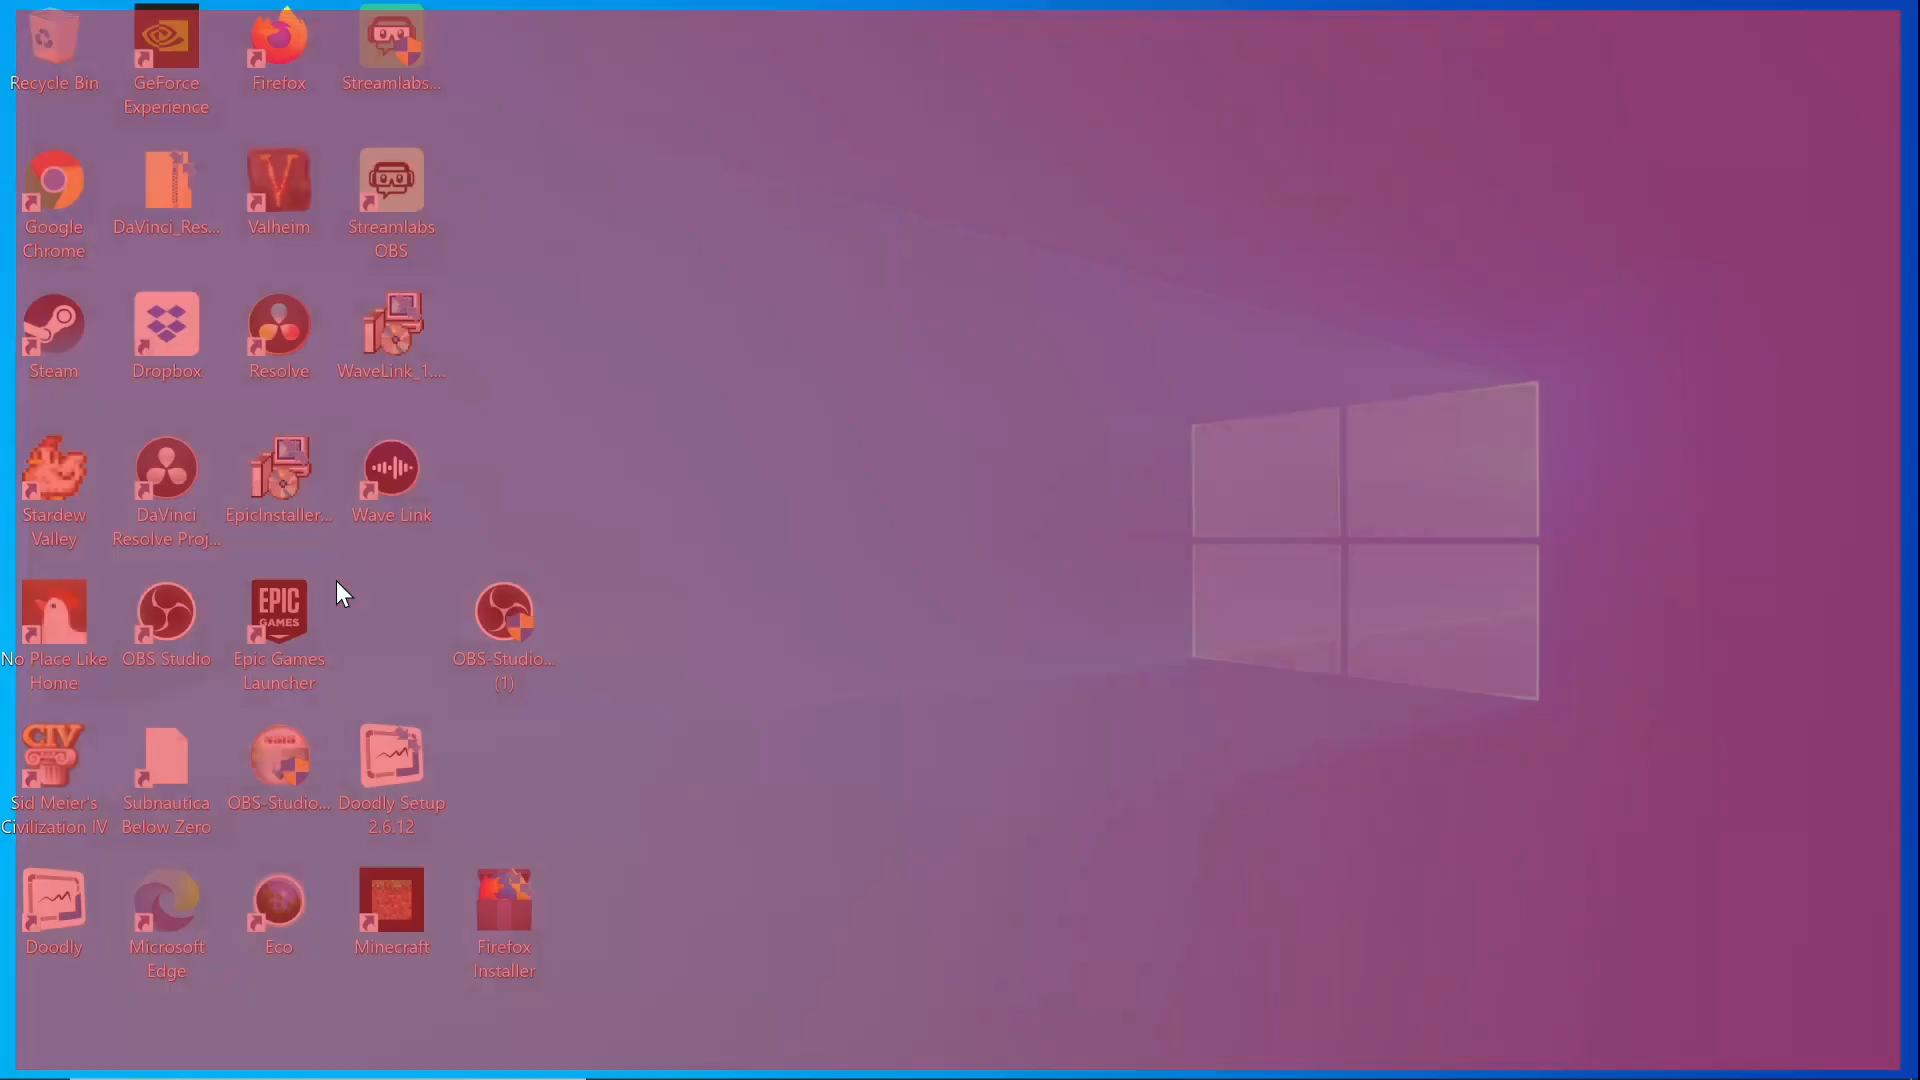 Recycle Bin
GeForce
Experience
Firefox
Streamlabs...
Google
Chrome
DaVinci_Res...
Valheim
Streamlabs
OBS
Steam
Dropbox
Resolve
WaveLink_1....
Stardew
Valley
DaVinci
Resolve Proj...
EpicInstaller...
Wave Link
No Place Like
Home
OBS Studio
EPIC
GAMES
Epic Games
Launcher
OBS-Studio...
(1)
CIV
Sid Meier's
Civilization IV
Subnautica
Below Zero
OBS-Studio...
Doodly Setup
2.6.12
Doodly
Microsoft
Edge
Eco
Minecraft
Firefox
Installer